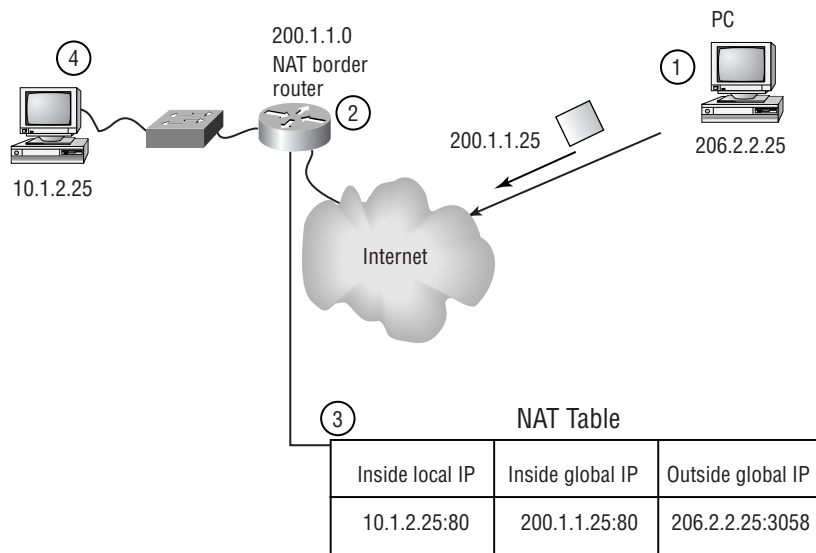 PC
200.1.1.0
NAT border
router
4
2
1
200.1.1.25
206.2.2.25
10.1.2.25
Internet
3
NAT Table
Inside local IP Inside global IP Outside global IP
10.1.2.25:80 200.1.1.25:80 206.2.2.25:3058